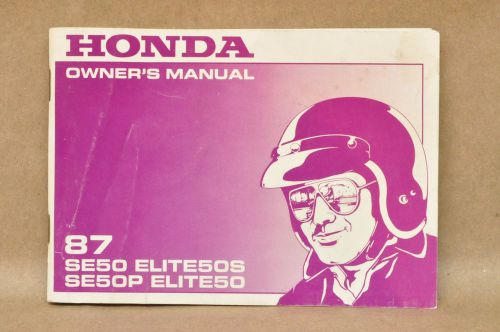 HONDA
OWNER'S MANUAL
87
SE50 ELITE50S
SE50P ELITE50